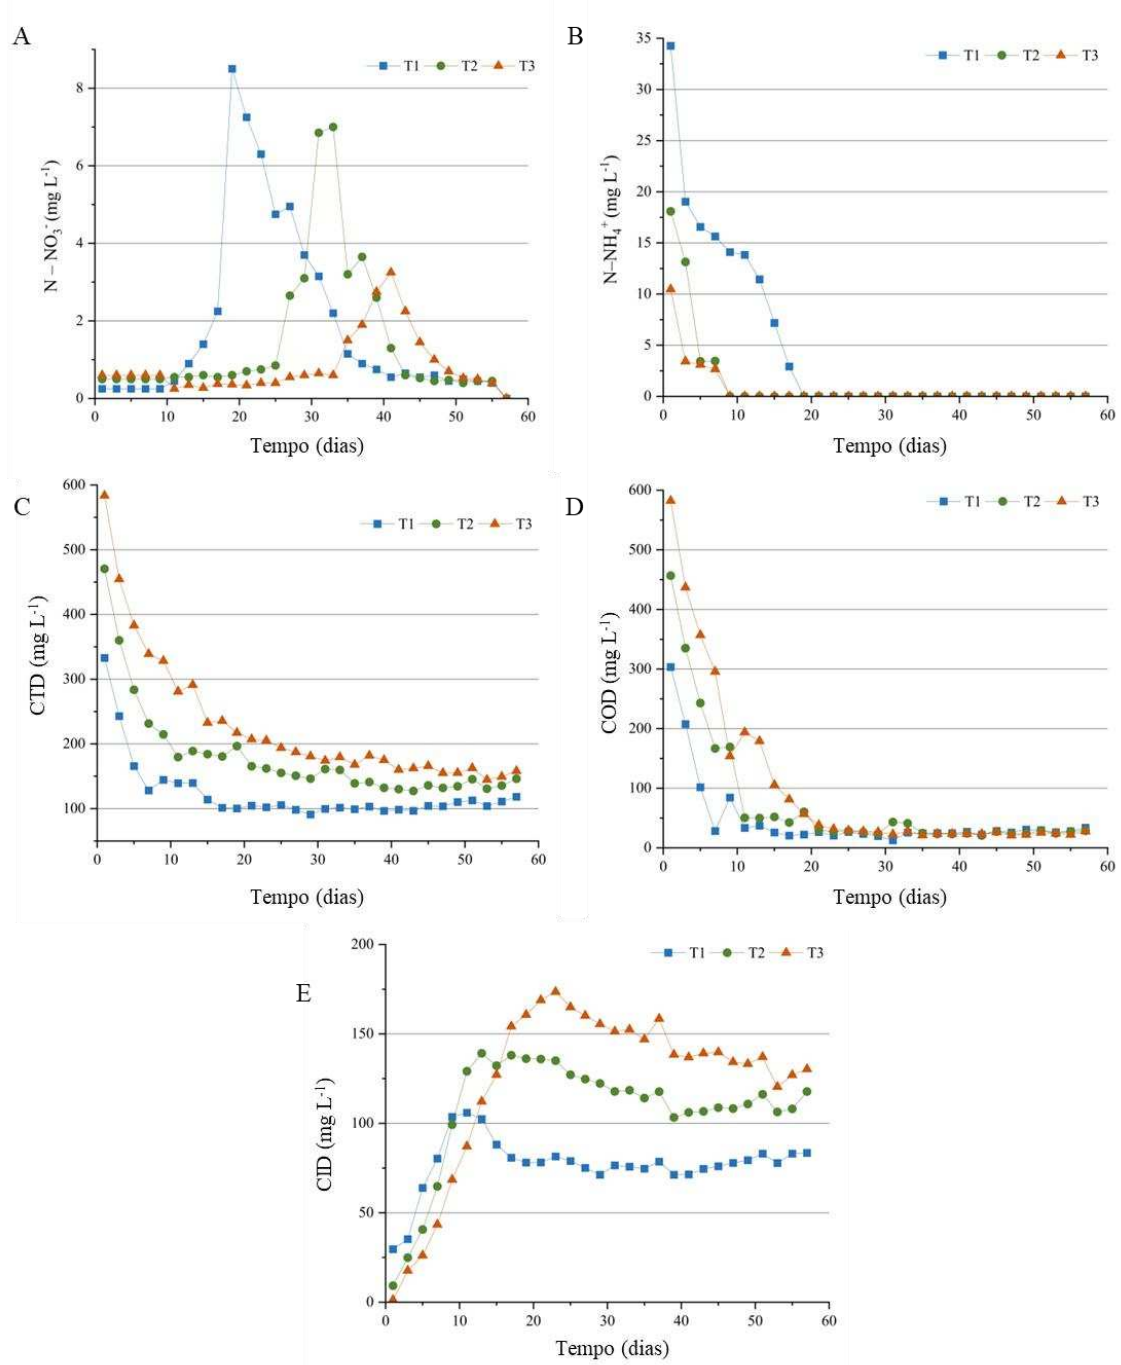 A
T1 T2 T3
8
6
4
2
0
0 10 20 30 40 50 60
N – NO3- (mg L-1)
Tempo (dias)
B
T1 T2 T3
35
30
25
20
15
10
5
0
0 10 20 30 40 50 60
N–NH4+ (mg L-1)
Tempo (dias)
C
T1 T2 T3
600
500
400
300
200
100
0 10 20 30 40 50 60
CTD (mg L-1)
Tempo (dias)
D
T1 T2 T3
600
500
400
300
200
100
0
0 10 20 30 40 50 60
COD (mg L-1)
Tempo (dias)
E
T1 T2 T3
200
150
100
50
0
0 10 20 30 40 50 60
CID (mg L-1)
Tempo (dias)